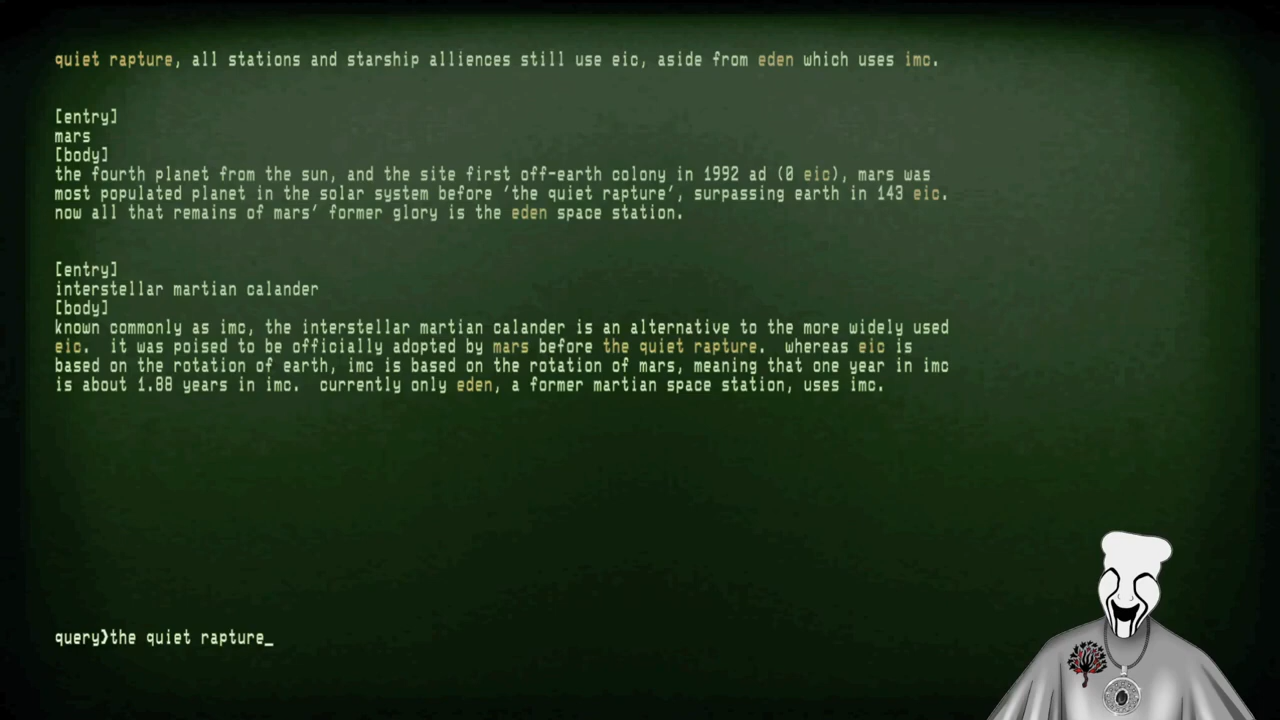 quiet rapture, all stations and starship alliences still use eic, aside from eden which uses imc.
[entry]
mars
[body]
the fourth planet from the sun, and the site first off-earth colony in 1992 ad (0 eic), mars was
most populated planet in the solar system before 'the quiet rapture', surpassing earth in 143 eic.
now all that remains of mars' former glory is the eden space station.
[entry]
interstellar martian calander
[body]
known commonly as imc, the interstellar martian calander is an alternative to the more widely used
eic.  it was poised to be officially adopted by mars before the quiet rapture.  whereas eic is
based on the rotation of earth, imc is based on the rotation of mars, meaning that one year in imc
is about 1.88 years in imc.  currently only eden, a former martian space station, uses imc.
query>the quiet rapture_